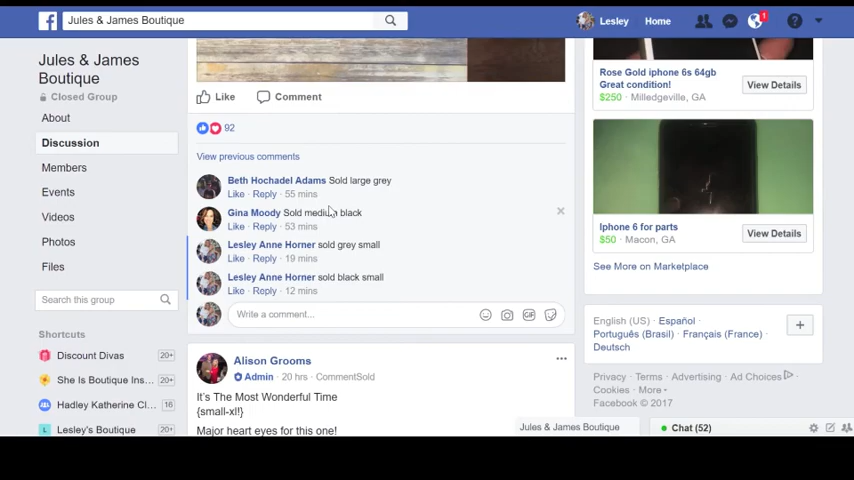 Jules & James Boutique
Lesley
Home
1
Jules & James
Boutique
Closed Group
About
Discussion
Members
Events
Videos
Photos
Files
Search this group
Shortcuts
Discount Divas 20+
She Is Boutique Ins... 20+
Hadley Katherine Cl... 16
L Lesley's Boutique 20+
Like Comment
92
View previous comments
Beth Hochadel Adams Sold large grey
Like · Reply · 55 mins
Gina Moody Sold medium black
Like · Reply · 53 mins
Lesley Anne Horner sold grey small
Like · Reply · 19 mins
Lesley Anne Horner sold black small
Like · Reply · 12 mins
Write a comment...
GIF
Alison Grooms
Admin · 20 hrs · CommentSold
It's The Most Wonderful Time
{small-xl!}
Major heart eyes for this one!
Rose Gold iphone 6s 64gb
Great condition!
$250 · Milledgeville, GA
View Details
Iphone 6 for parts
$50 · Macon, GA
View Details
See More on Marketplace
English (US) · Español ·
Português (Brasil) · Français (France) ·
Deutsch
Privacy · Terms · Advertising · Ad Choices
Cookies · More
Facebook © 2017
Jules & James Boutique
Chat (52)